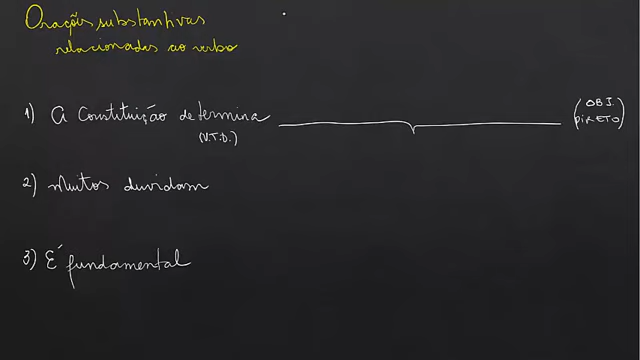 Orações substantivas
relacionadas ao verbo
1) A Constituição determina
(V.T.D.)
(OBJ.
DIRETO)
2) Muitos duvidam
3) É fundamental